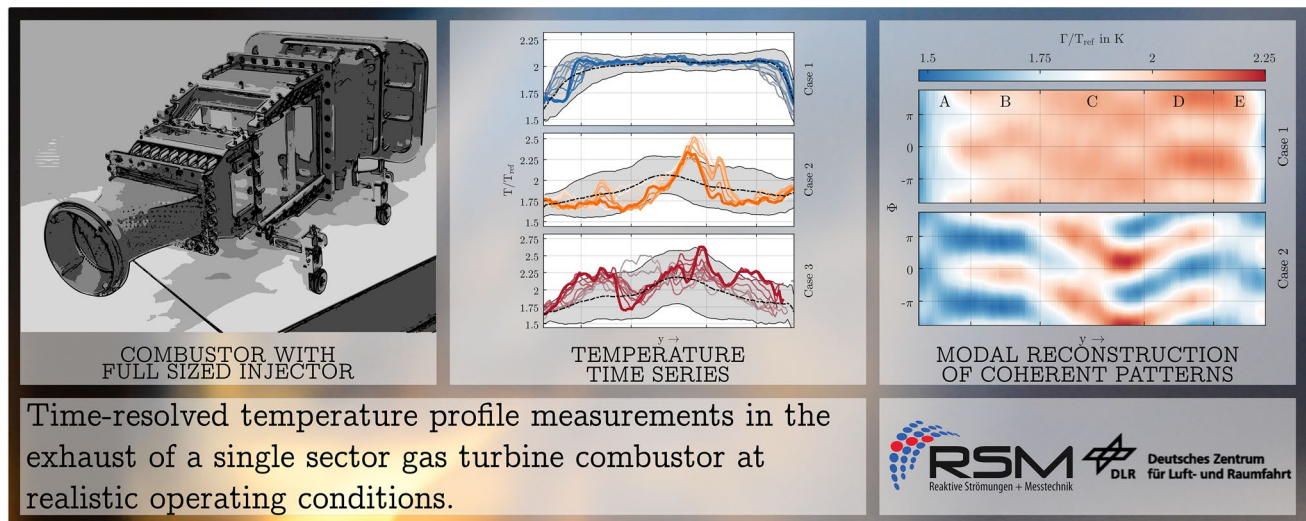 COMBUSTOR WITH
FULL SIZED INJECTOR
T/T_ref
2
1.75
1.5
Case 1
2.5
2.25
2
1.75
1.5
Case 2
2.5
2.25
2
1.75
1.5
Case 3
y →
TEMPERATURE
TIME SERIES
Γ/T_ref in K
1.5 1.75 2 2.25
A B C D E
π
0
-π
Case 1
Φ
π
0
-π
Case 2
y →
MODAL RECONSTRUCTION
OF COHERENT PATTERNS
Time-resolved temperature profile measurements in the
exhaust of a single sector gas turbine combustor at
realistic operating conditions.
RSM
Reaktive Strömungen + Messtechnik
DLR
Deutsches Zentrum
für Luft- und Raumfahrt